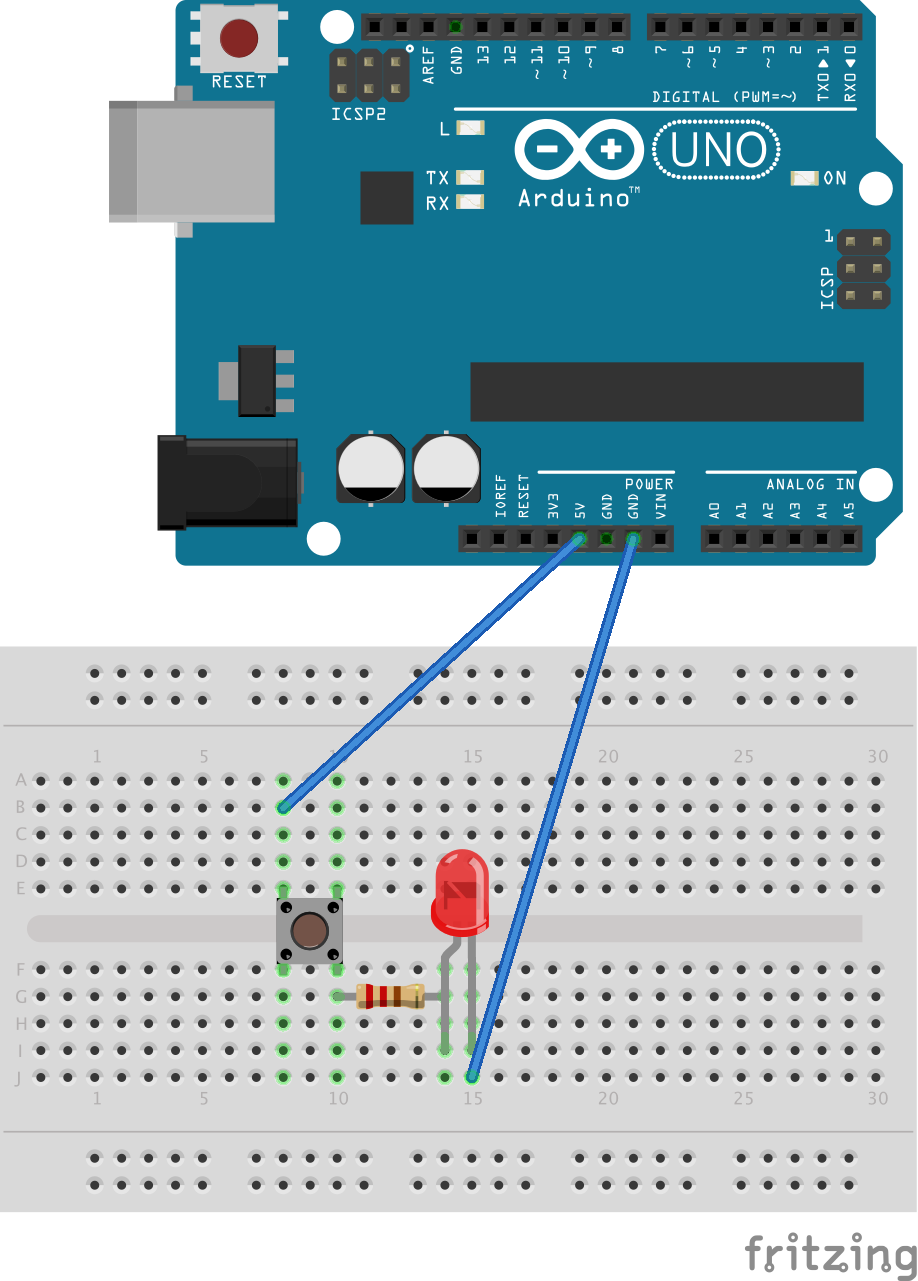 RESET
ICSP2
AREF
GND
13
12
~11
~10
~9
8
7
~6
~5
4
~3
2
TX0▶1
RX0◀0
DIGITAL (PWM=~)
L
TX
RX
UNO
Arduino™
ON
1
ICSP
POWER
ANALOG IN
IOREF
RESET
3V3
5V
GND
GND
VIN
A0
A1
A2
A3
A4
A5
1 5 15 20 25 30
A
B
C
D
E
F
G
H
I
J
1 5 10 15 20 25 30
fritzing